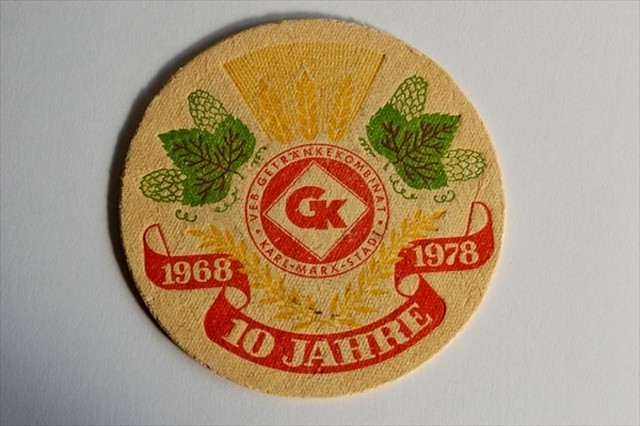 VEB GETRÄNKEKOMBINAT
GK
KARL-MARX-STADT
1968
1978
10 JAHRE